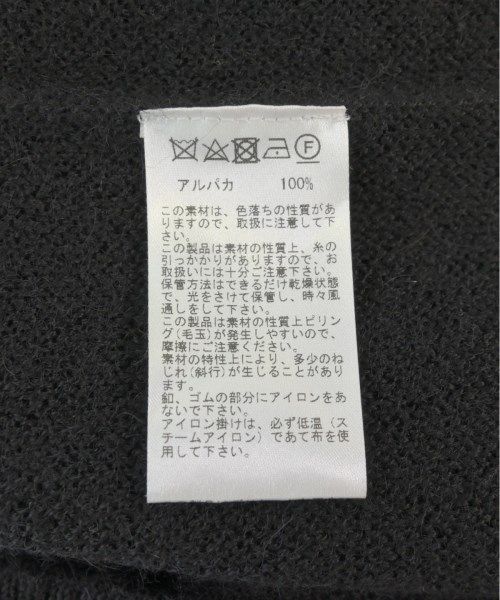 F
アルパカ 100%
この素材は、色落ちの性質があ
りますので、取扱に注意して下
さい。
この製品は素材の性質上、糸の
引っかかりがありますので、お
取扱いには十分ご注意下さい。
保管方法はできるだけ乾燥状態
で、光をさけて保管し、時々風
通しをして下さい。
この製品は素材の性質上ピリン
グ(毛玉)が発生しやすいので、
摩擦にご注意ください。
素材の特性上により、多少のね
じれ(斜行)が生じることがあり
ます。
釦、ゴムの部分にアイロンをあ
ないで下さい。
アイロン掛けは、必ず低温(ス
チームアイロン)であて布を使
用して下さい。